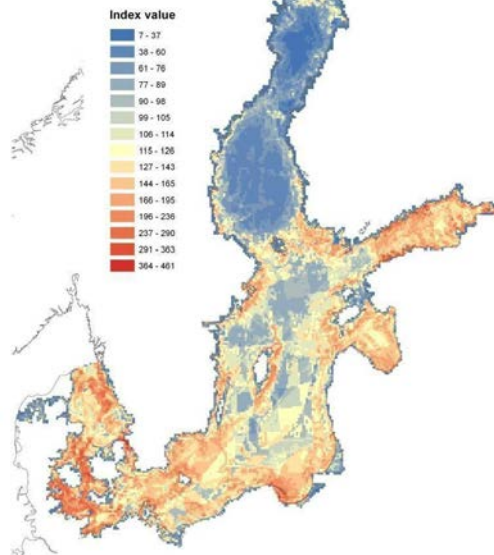 Index value
7 - 37
38 - 60
61 - 76
77 - 89
90 - 98
99 - 105
106 - 114
115 - 126
127 - 143
144 - 165
166 - 195
196 - 236
237 - 290
291 - 363
364 - 461